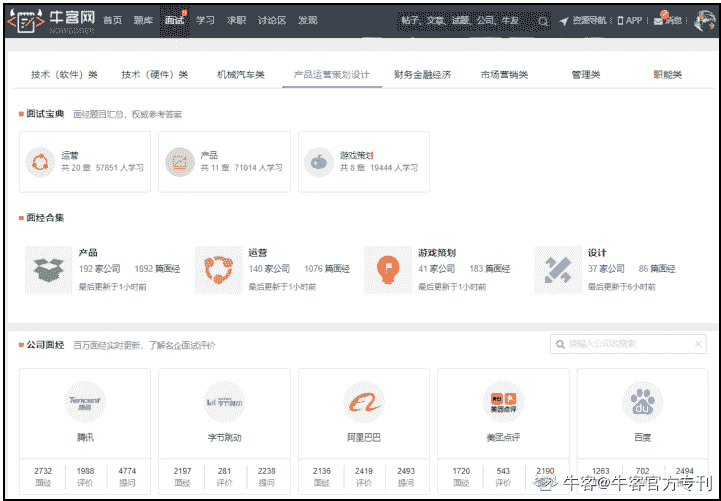 牛客网 首页 题库 面试 学习 求职 讨论区 发现 帖子、文章、试题、公司、牛友 资源导航 APP 消息
NOWCODER
技术（软件）类 技术（硬件）类 机械汽车类 产品运营策划设计 财务金融经济 市场营销类 管理类 职能类
面试宝典 面经题目汇总，权威参考答案
运营 产品 游戏策划
共 20 章 57851 人学习 共 11 章 71014 人学习 共 8 章 19444 人学习
面经合集
产品 运营 游戏策划 设计
192 家公司 1892 篇面经 140 家公司 1076 篇面经 41 家公司 183 篇面经 37 家公司 86 篇面经
最后更新于1小时前 最后更新于1小时前 最后更新于1小时前 最后更新于6小时前
公司面经 百万面经实时更新，了解名企面试评价 请输入公司名搜索
Tencent 字节跳动 美团点评 du
腾讯
腾讯 字节跳动 阿里巴巴 美团点评 百度
2732 1988 4774 2197 281 2238 2136 2419 2493 1720 543 2190 1263 702 2494
面经 评价 提问 面经 评价 提问 面经 评价 提问 面经 评价 提问 面经
知乎 @牛客官方专刊